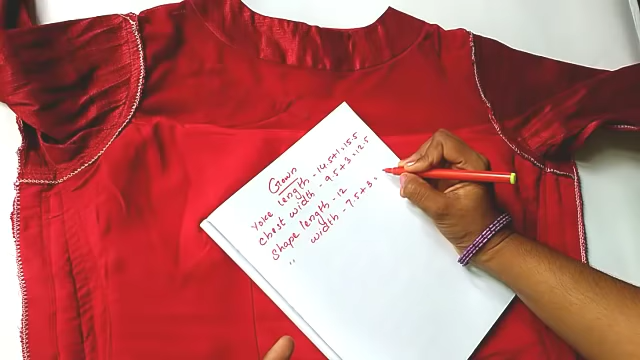 Gown
Yoke length - 14.5+1=15.5
chest width - 9.5+3=12.5
shape length - 12
" width - 7.5+3=